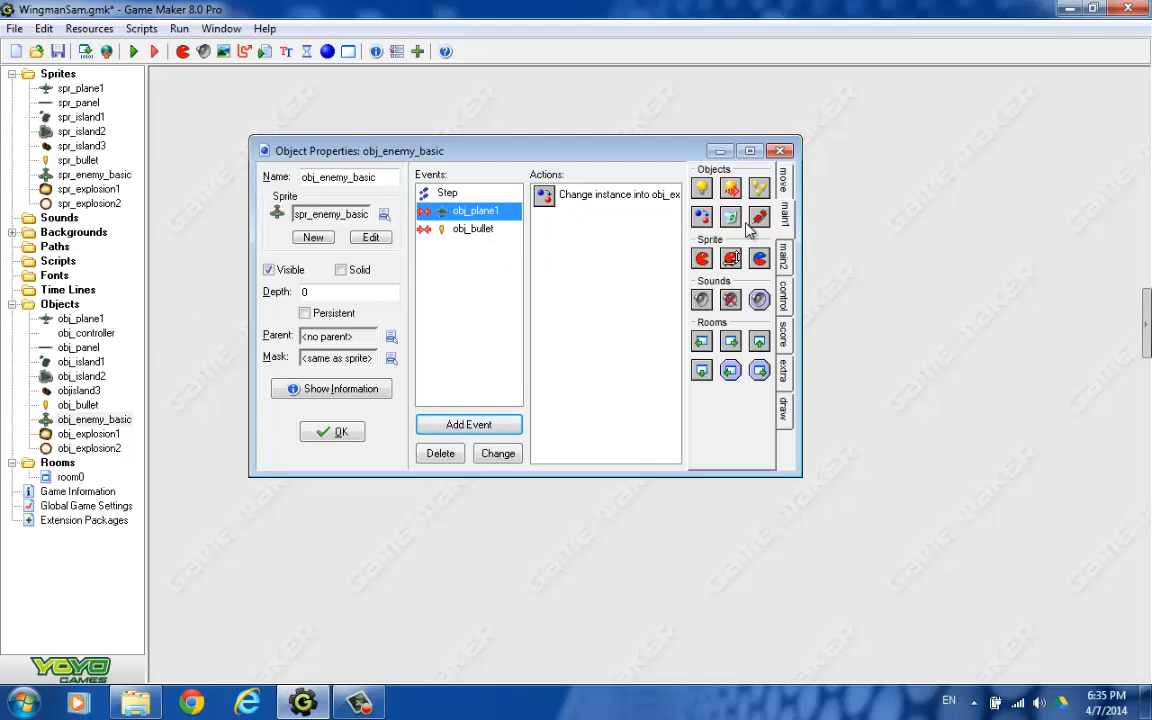 WingmanSam.gmk* - Game Maker 8.0 Pro
File Edit Resources Scripts Run Window Help
Sprites
spr_plane1
spr_panel
spr_island1
spr_island2
spr_island3
spr_bullet
spr_enemy_basic
spr_explosion1
spr_explosion2
Sounds
Backgrounds
Paths
Scripts
Fonts
Time Lines
Objects
obj_plane1
obj_controller
obj_panel
obj_island1
obj_island2
objisland3
obj_bullet
obj_enemy_basic
obj_explosion1
obj_explosion2
Rooms
room0
Game Information
Global Game Settings
Extension Packages
YOYO
GAMES
Object Properties: obj_enemy_basic
Name: obj_enemy_basic
Sprite
spr_enemy_basic
New Edit
Visible Solid
Depth: 0
Persistent
Parent: <no parent>
Mask: <same as sprite>
Show Information
OK
Events:
Step
obj_plane1
obj_bullet
Add Event
Delete Change
Actions:
Change instance into obj_ex
Objects
Sprite
Sounds
Rooms
move
main1
main2
control
score
extra
draw
EN
6:35 PM
4/7/2014